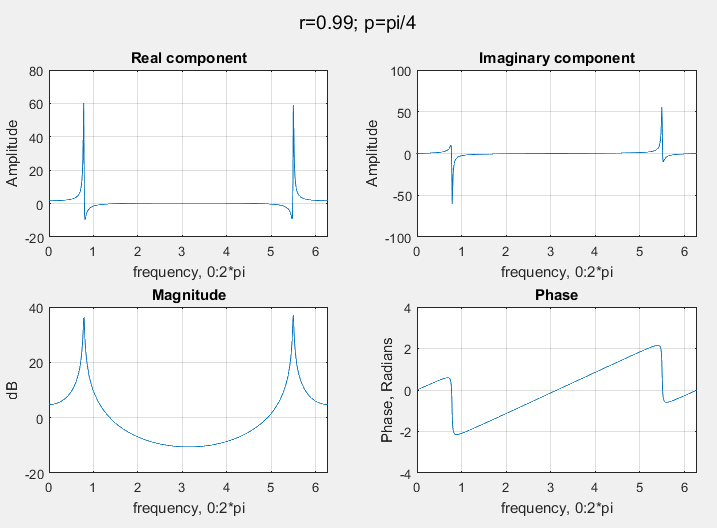 r=0.99; p=pi/4
Real component
Amplitude
80
60
40
20
0
-20
0 1 2 3 4 5 6
frequency, 0:2*pi
Imaginary component
Amplitude
100
50
0
-50
-100
0 1 2 3 4 5 6
frequency, 0:2*pi
Magnitude
dB
40
20
0
-20
0 1 2 3 4 5 6
frequency, 0:2*pi
Phase
Phase, Radians
4
2
0
-2
-4
0 1 2 3 4 5 6
frequency, 0:2*pi